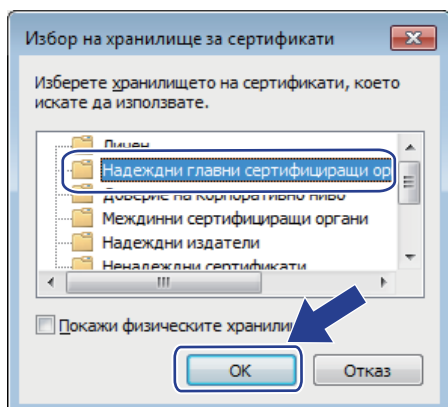 Избор на хранилище за сертификати
Изберете хранилището на сертификати, което
искате да използвате.
Личен
Надеждни главни сертифициращи ор
Доверие на корпоративно ниво
Междинни сертифициращи органи
Надеждни издатели
Ненадеждни сертификати
Покажи физическите хранили
OK
Отказ